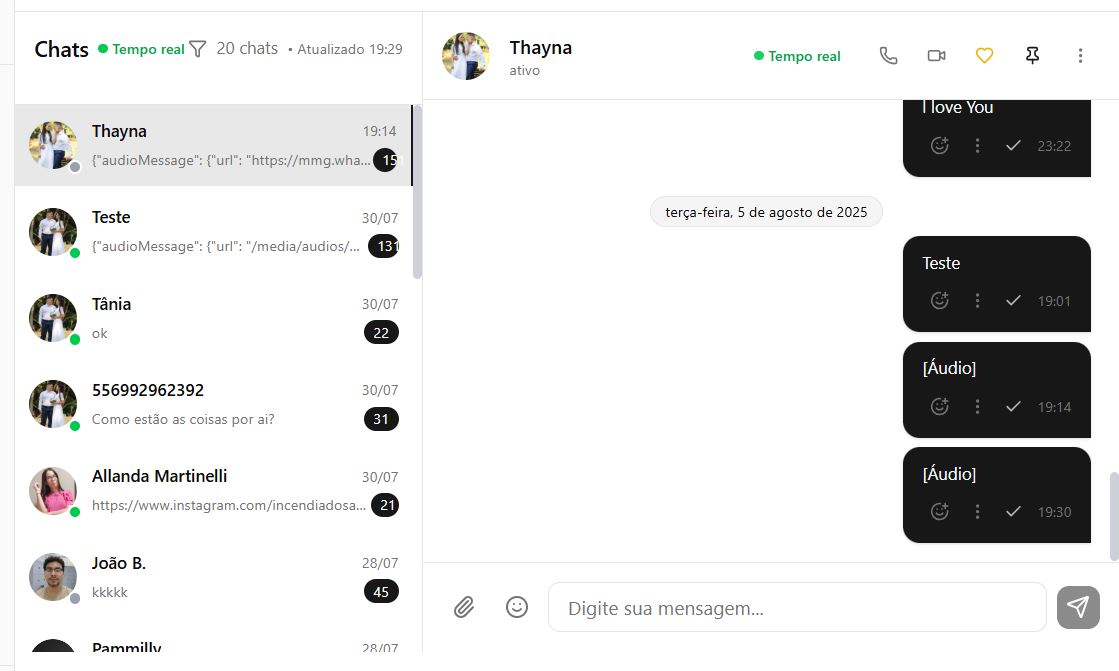 Chats Tempo real 20 chats • Atualizado 19:29
Thayna 19:14
{"audioMessage": {"url": "https://mmg.wha... 15
Teste 30/07
{"audioMessage": {"url": "/media/audios/... 131
Tânia 30/07
ok 22
556992962392 30/07
Como estão as coisas por ai? 31
Allanda Martinelli 30/07
https://www.instagram.com/incendiadosa... 21
João B. 28/07
kkkkk 45
Pammilly 28/07
Thayna
ativo
Tempo real
I love You
23:22
terça-feira, 5 de agosto de 2025
Teste
19:01
[Áudio]
19:14
[Áudio]
19:30
Digite sua mensagem...